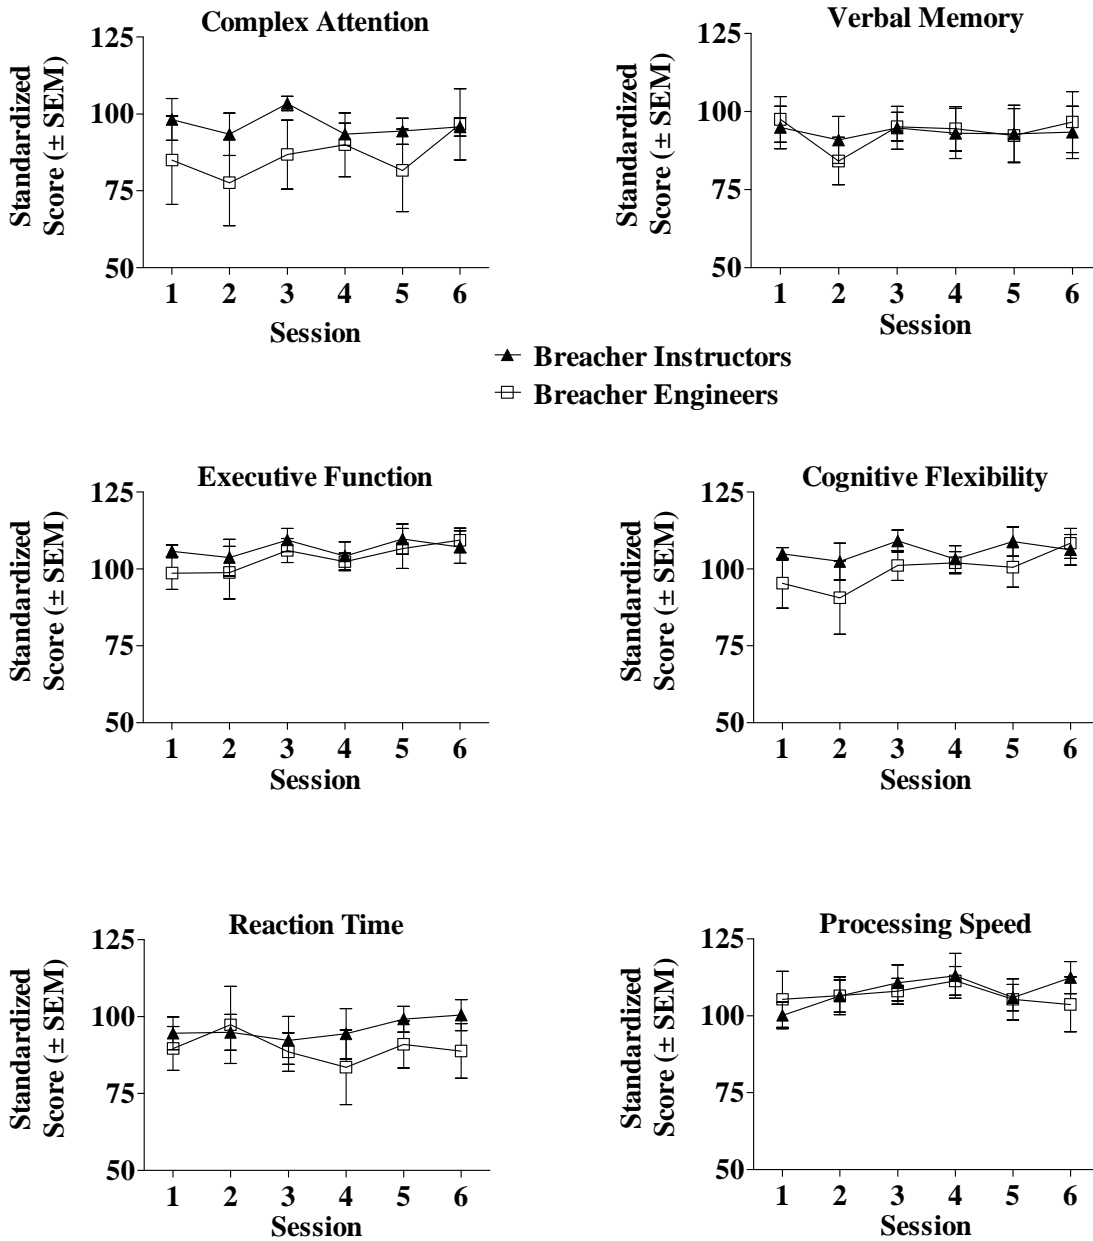 Complex Attention
Standardized
Score (± SEM)
125
100
75
50
1 2 3 4 5 6
Session
Verbal Memory
Standardized
Score (± SEM)
125
100
75
50
1 2 3 4 5 6
Session
Breacher Instructors
Breacher Engineers
Executive Function
Standardized
Score (± SEM)
125
100
75
50
1 2 3 4 5 6
Session
Cognitive Flexibility
Standardized
Score (± SEM)
125
100
75
50
1 2 3 4 5 6
Session
Reaction Time
Standardized
Score (± SEM)
125
100
75
50
1 2 3 4 5 6
Session
Processing Speed
Standardized
Score (± SEM)
125
100
75
50
1 2 3 4 5 6
Session